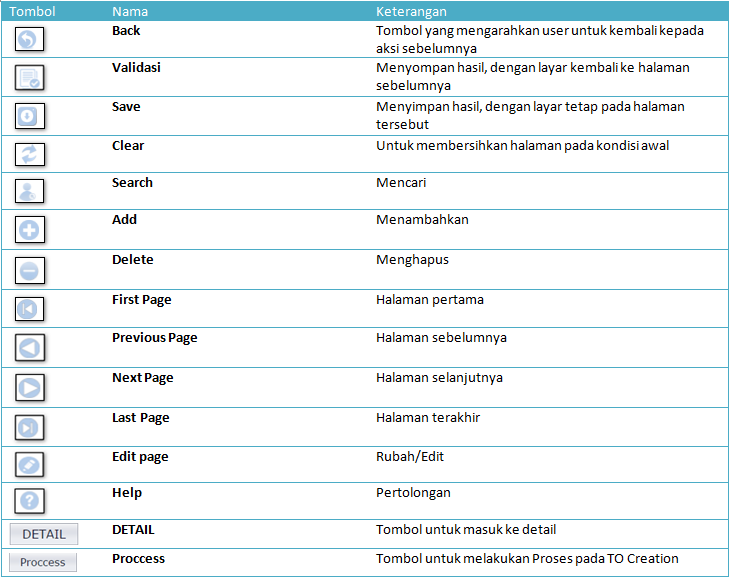 Tombol Nama Keterangan
Back Tombol yang mengarahkan user untuk kembali kepada
aksi sebelumnya
Validasi Menyompan hasil, dengan layar kembali ke halaman
sebelumnya
Save Menyimpan hasil, dengan layar tetap pada halaman
tersebut
Clear Untuk membersihkan halaman pada kondisi awal
Search Mencari
Add Menambahkan
Delete Menghapus
First Page Halaman pertama
Previous Page Halaman sebelumnya
Next Page Halaman selanjutnya
Last Page Halaman terakhir
Edit page Rubah/Edit
Help Pertolongan
DETAIL DETAIL Tombol untuk masuk ke detail
Proccess Proccess Tombol untuk melakukan Proses pada TO Creation